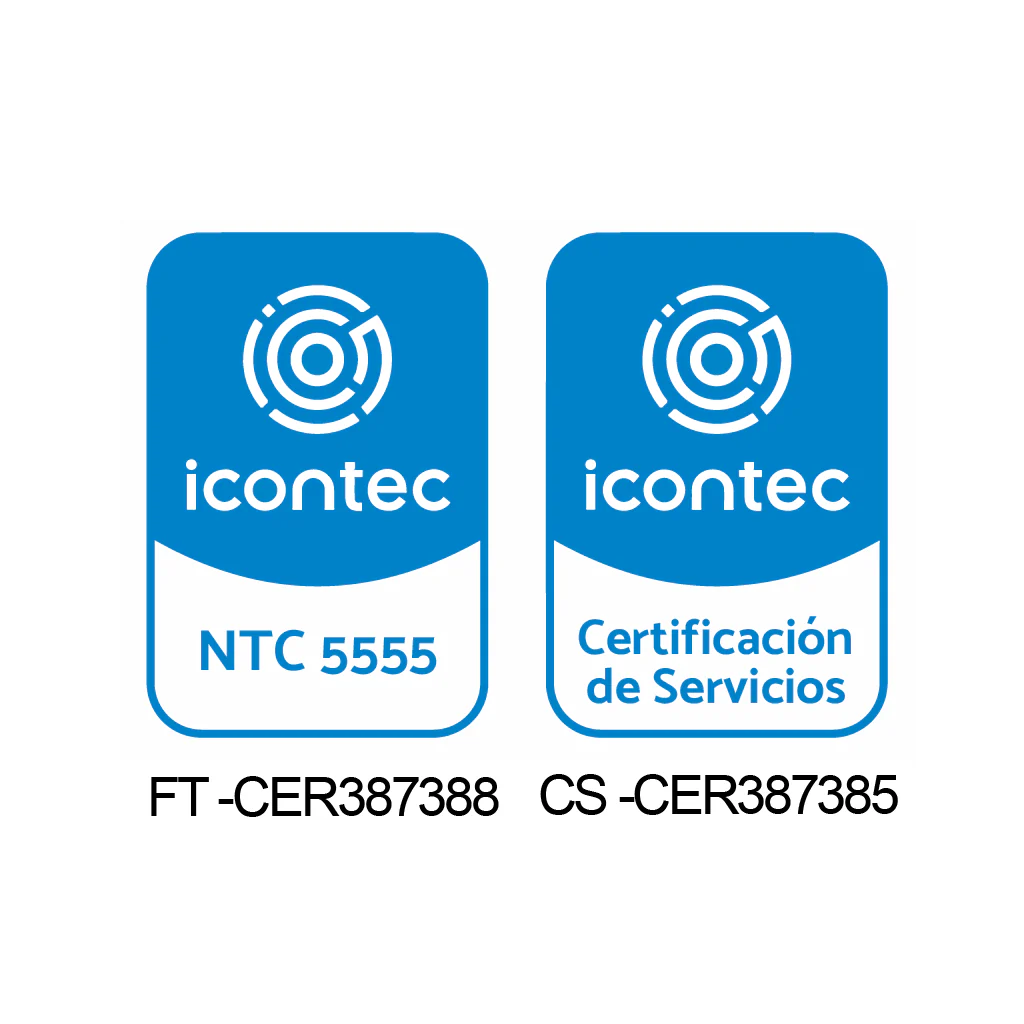 icontec
NTC 5555
FT -CER387388
icontec
Certificación
de Servicios
CS -CER387385